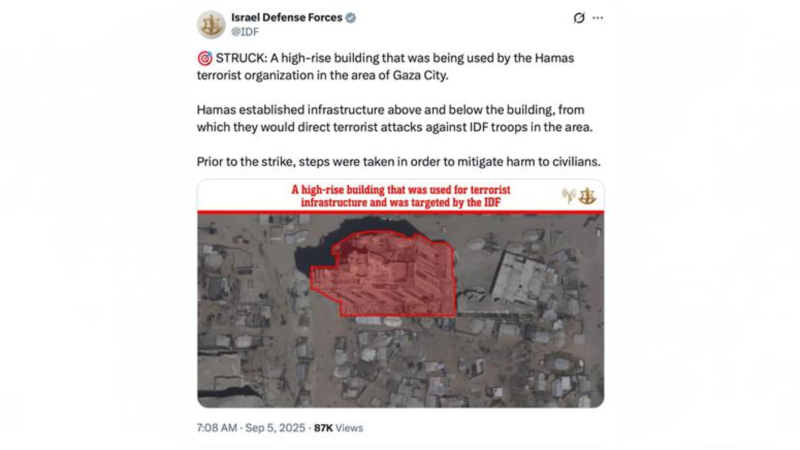 Israel Defense Forces
@IDF
🎯 STRUCK: A high-rise building that was being used by the Hamas
terrorist organization in the area of Gaza City.
Hamas established infrastructure above and below the building, from
which they would direct terrorist attacks against IDF troops in the area.
Prior to the strike, steps were taken in order to mitigate harm to civilians.
A high-rise building that was used for terrorist
infrastructure and was targeted by the IDF
7:08 AM · Sep 5, 2025 · 87K Views